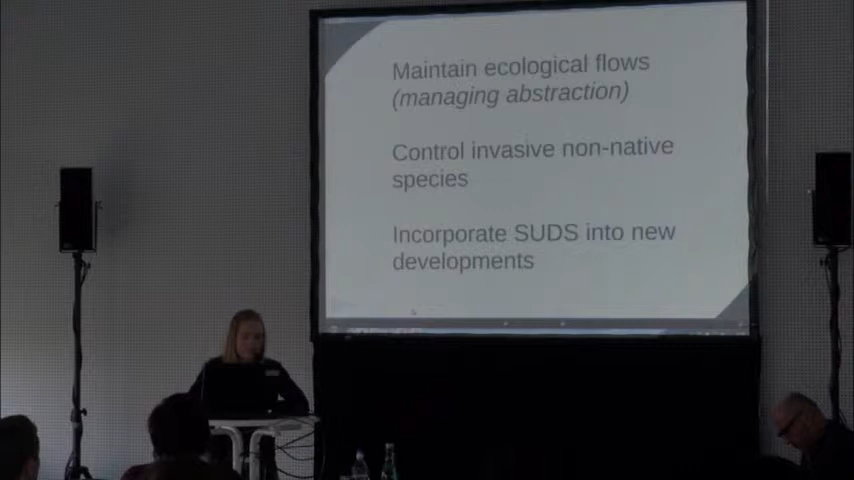 Maintain ecological flows
(managing abstraction)
Control invasive non-native
species
Incorporate SUDS into new
developments